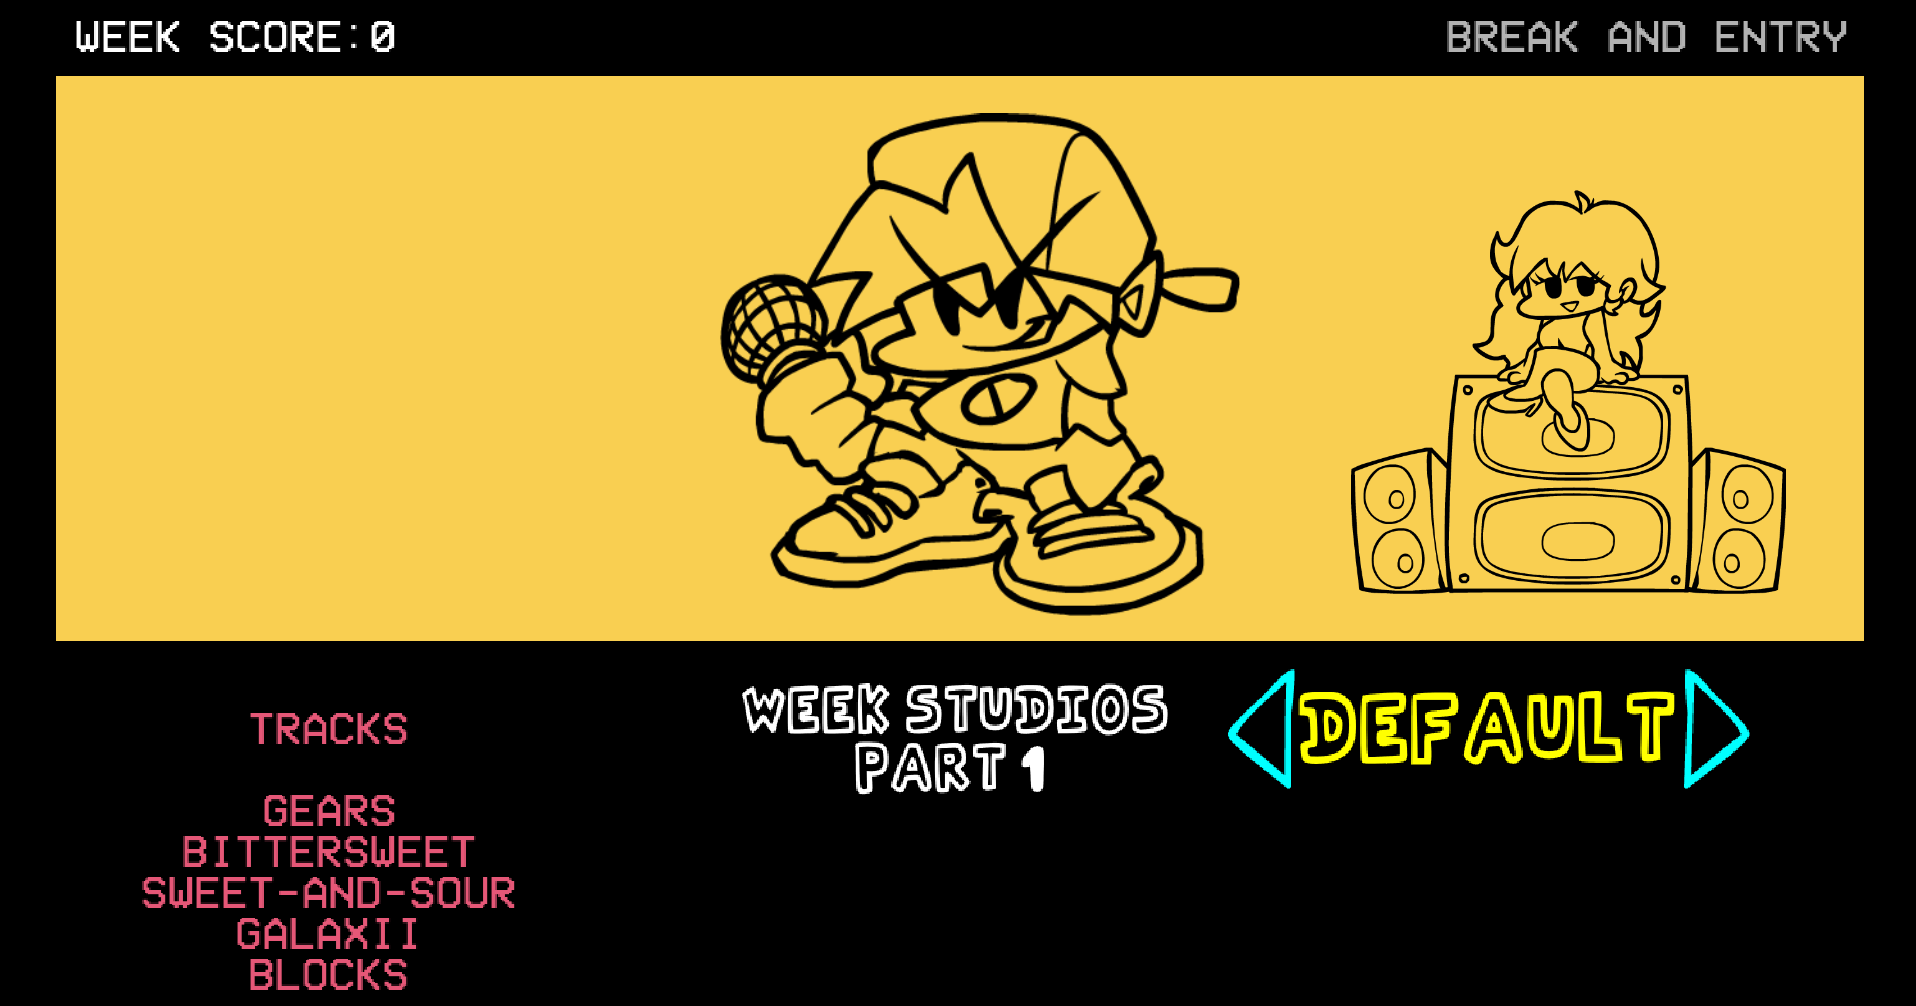 WEEK SCORE:0
BREAK AND ENTRY
WEEK STUDIOS
PART 1
DEFAULT
TRACKS
GEARS
BITTERSWEET
SWEET-AND-SOUR
GALAXII
BLOCKS